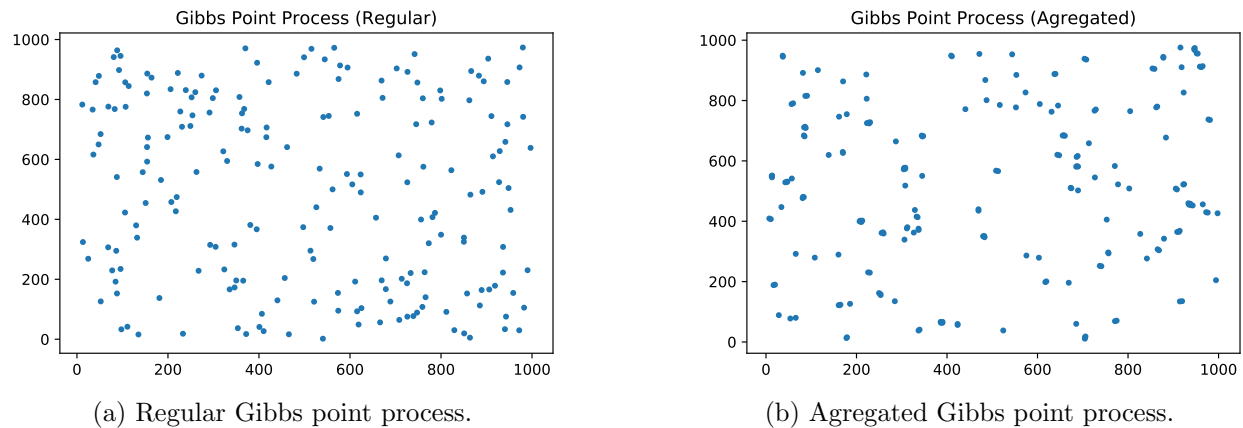 Gibbs Point Process (Regular)
1000
800
600
400
200
0
0 200 400 600 800 1000
(a) Regular Gibbs point process.
Gibbs Point Process (Agregated)
1000
800
600
400
200
0
0 200 400 600 800 1000
(b) Agregated Gibbs point process.